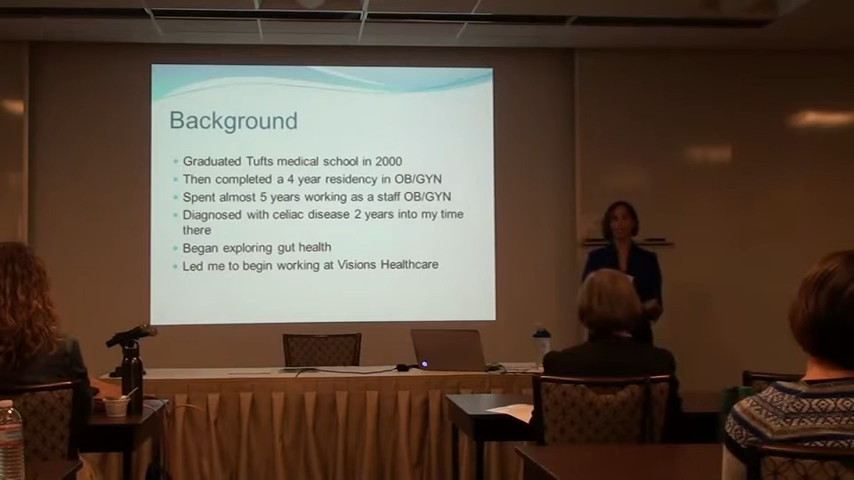 Background
Graduated Tufts medical school in 2000
Then completed a 4 year residency in OB/GYN
Spent almost 5 years working as a staff OB/GYN
Diagnosed with celiac disease 2 years into my time
there
Began exploring gut health
Led me to begin working at Visions Healthcare